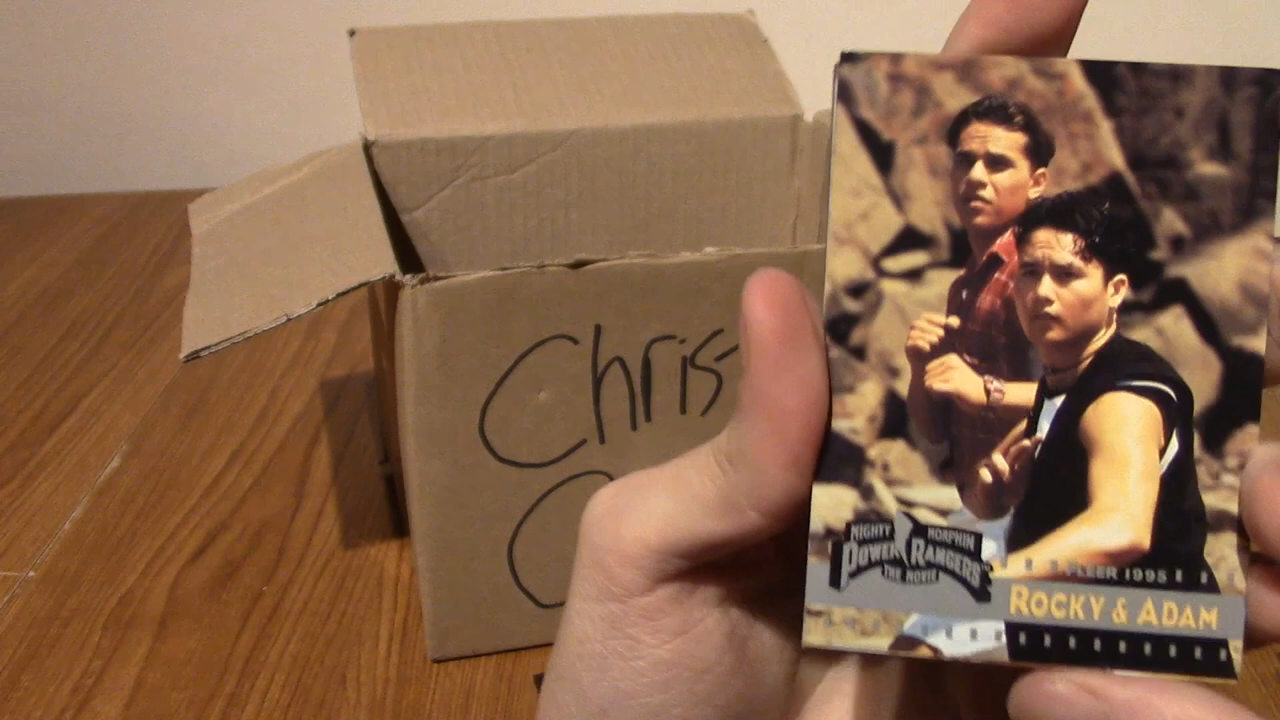 Chris
MIGHTY MORPHIN
POWER RANGERS
THE MOVIE
FLEER 1995
ROCKY & ADAM